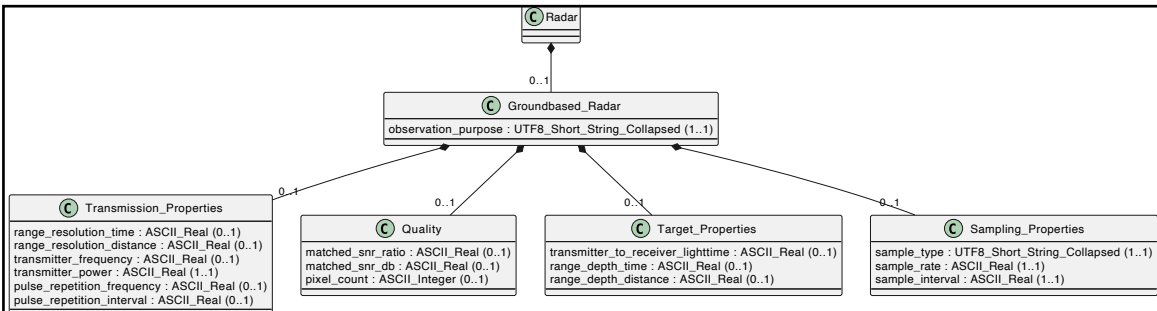 C Radar
0..1
C Groundbased_Radar
observation_purpose : UTF8_Short_String_Collapsed (1..1)
0..1
0..1
0..1
0..1
C Transmission_Properties
range_resolution_time : ASCII_Real (0..1)
range_resolution_distance : ASCII_Real (0..1)
transmitter_frequency : ASCII_Real (0..1)
transmitter_power : ASCII_Real (1..1)
pulse_repetition_frequency : ASCII_Real (0..1)
pulse_repetition_interval : ASCII_Real (0..1)
C Quality
matched_snr_ratio : ASCII_Real (0..1)
matched_snr_db : ASCII_Real (0..1)
pixel_count : ASCII_Integer (0..1)
C Target_Properties
transmitter_to_receiver_lighttime : ASCII_Real (0..1)
range_depth_time : ASCII_Real (0..1)
range_depth_distance : ASCII_Real (0..1)
C Sampling_Properties
sample_type : UTF8_Short_String_Collapsed (1..1)
sample_rate : ASCII_Real (1..1)
sample_interval : ASCII_Real (1..1)